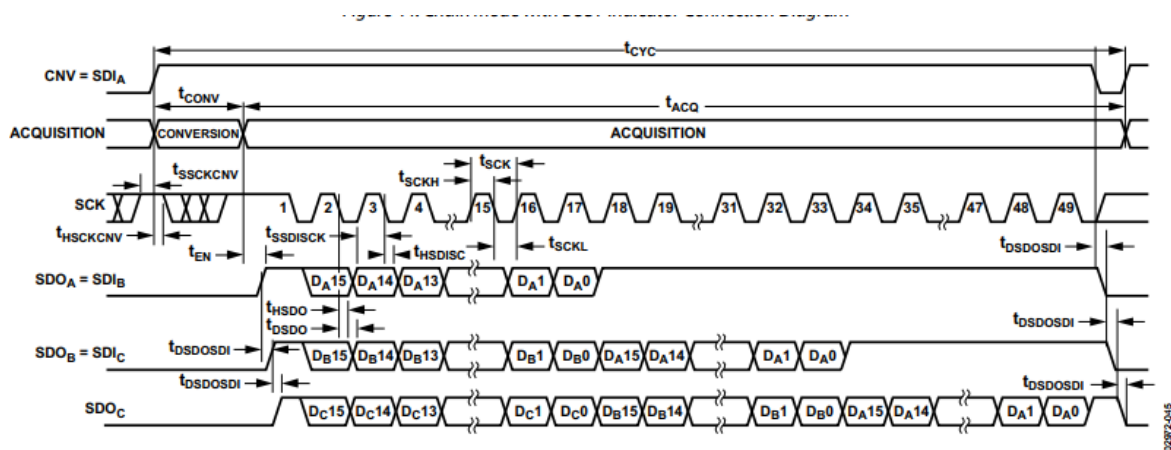 tCYC
CNV = SDIA
tCONV
tACQ
ACQUISITION CONVERSION ACQUISITION
tSSCKCNV
tSCK
tSCKH
SCK 1 2 3 4 15 16 17 18 19 31 32 33 34 35 47 48 49
tHSCKCNV
tSSDISCK
tHSDISC
tSCKL
tEN
tDSDOSDI
SDOA = SDIB DA15 DA14 DA13 DA1 DA0
tHSDO
tDSDO
tDSDOSDI
tDSDOSDI
SDOB = SDIC DB15 DB14 DB13 DB1 DB0 DA15 DA14 DA1 DA0
tDSDOSDI
tDSDOSDI
SDOC DC15 DC14 DC13 DC1 DC0 DB15 DB14 DB1 DB0 DA15 DA14 DA1 DA0
02972-045